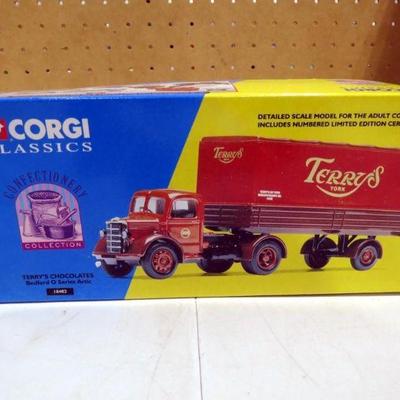 CORGI
CLASSICS
CONFECTIONERY
COLLECTION
TERRY'S CHOCOLATES
Bedford O Series Artic
18402
DETAILED SCALE MODEL FOR THE ADULT CO
INCLUDES NUMBERED LIMITED EDITION CER
TERRY'S
TERRY'S
YORK